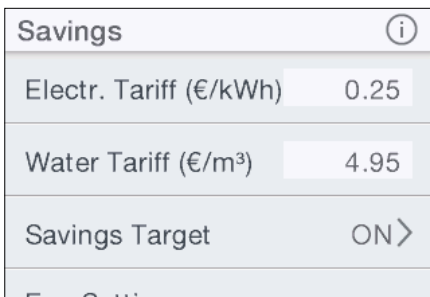 Savings
Electr. Tariff (€/kWh) 0.25
Water Tariff (€/m³) 4.95
Savings Target ON